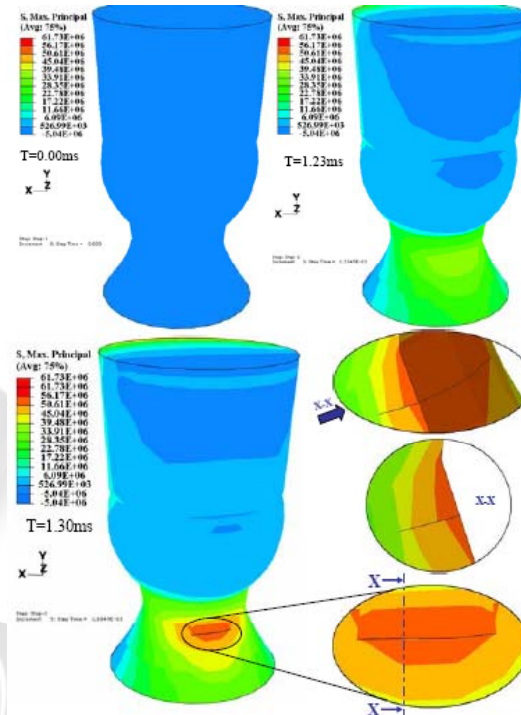 S, Max. Principal
(Avg: 75%)
61.73E+06
56.17E+06
50.61E+06
45.04E+06
39.48E+06
33.91E+06
28.35E+06
22.78E+06
17.22E+06
11.66E+06
6.09E+06
526.99E+03
-5.04E+06
T=0.00ms
Y
X Z
S, Max. Principal
(Avg: 75%)
61.73E+06
56.17E+06
50.61E+06
45.04E+06
39.48E+06
33.91E+06
28.35E+06
22.78E+06
17.22E+06
11.66E+06
6.09E+06
526.99E+03
-5.04E+06
T=1.23ms
Y
X Z
S, Max. Principal
(Avg: 75%)
61.73E+06
61.73E+06
56.17E+06
50.61E+06
45.04E+06
39.48E+06
33.91E+06
28.35E+06
22.78E+06
17.22E+06
11.66E+06
6.09E+06
526.99E+03
-5.04E+06
-5.04E+06
T=1.30ms
Y
X Z
X-X
X-X
X
X